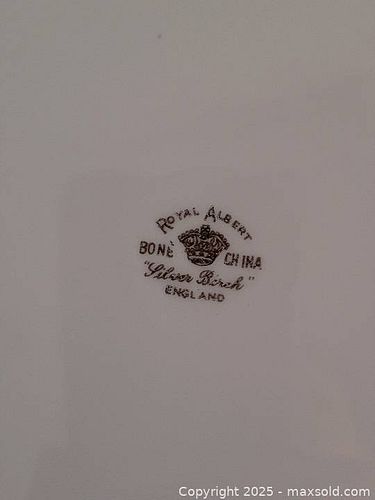 ROYAL ALBERT
BONE CHINA
"Silver Birch"
ENGLAND
Copyright © 2025 - maxsold.com